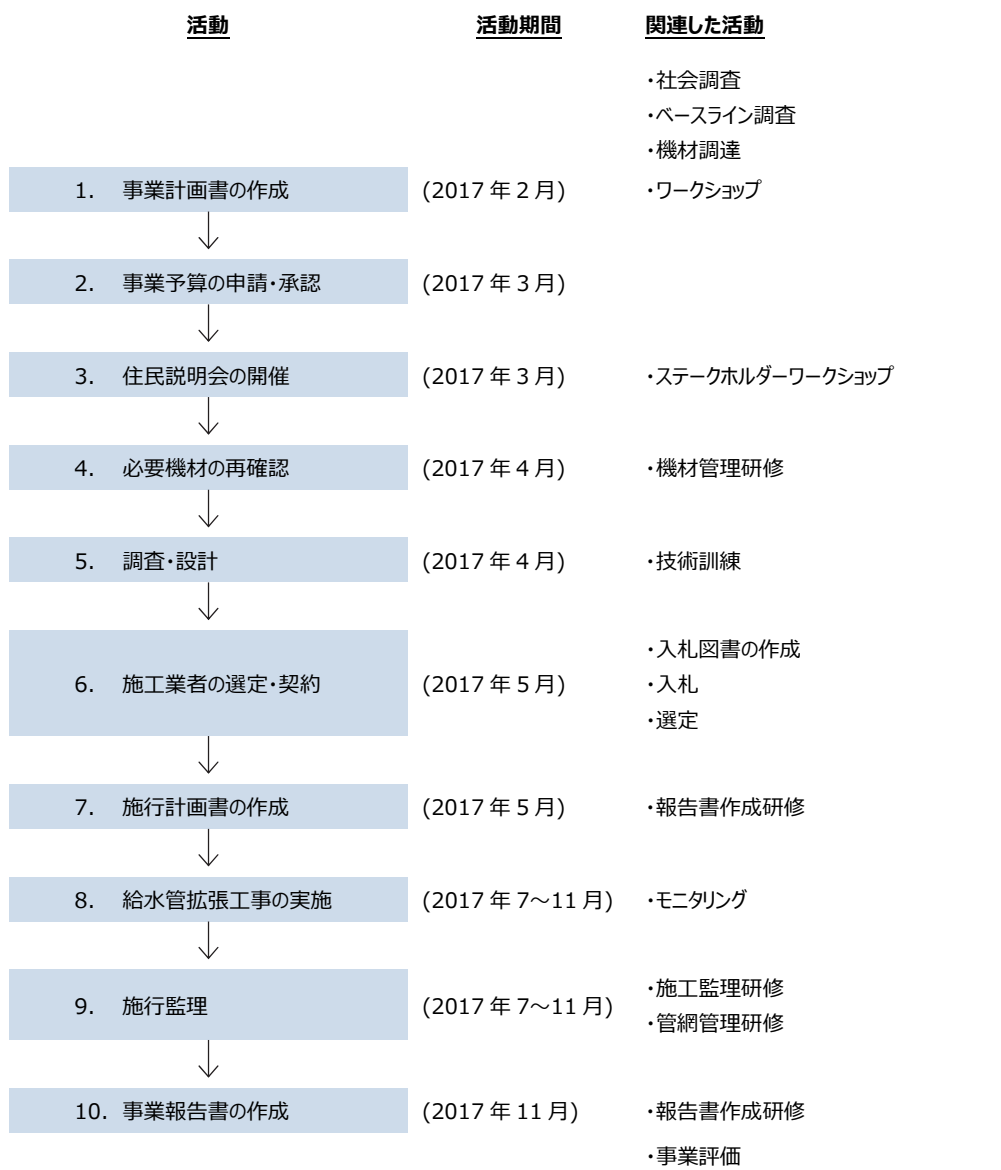 活動 活動期間 関連した活動
・社会調査
・ベースライン調査
・機材調達
1. 事業計画書の作成 (2017 年 2 月) ・ワークショップ
2. 事業予算の申請・承認 (2017 年 3 月)
3. 住民説明会の開催 (2017 年 3 月) ・ステークホルダーワークショップ
4. 必要機材の再確認 (2017 年 4 月) ・機材管理研修
5. 調査・設計 (2017 年 4 月) ・技術訓練
・入札図書の作成
6. 施工業者の選定・契約 (2017 年 5 月) ・入札
・選定
7. 施行計画書の作成 (2017 年 5 月) ・報告書作成研修
8. 給水管拡張工事の実施 (2017 年 7～11 月) ・モニタリング
・施工監理研修
9. 施行監理 (2017 年 7～11 月)
・管網管理研修
10. 事業報告書の作成 (2017 年 11 月) ・報告書作成研修
・事業評価